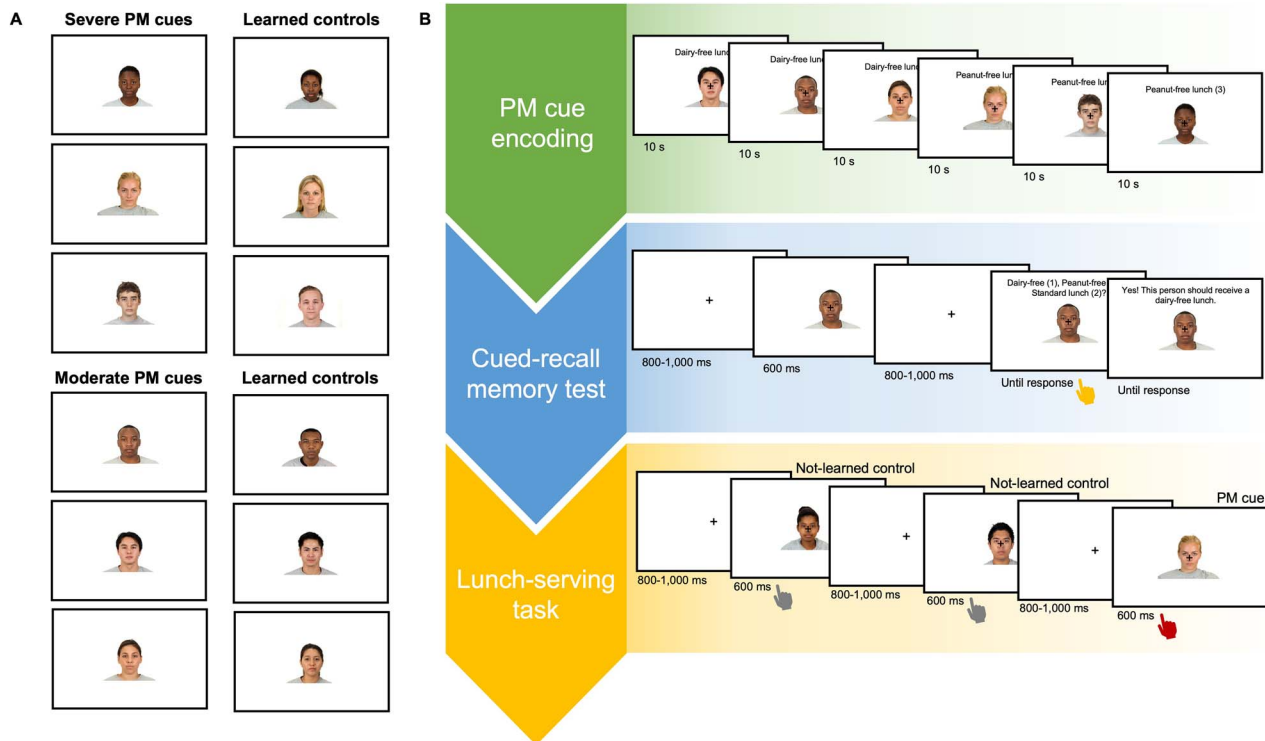 A
Severe PM cues
Learned controls
Moderate PM cues
Learned controls
B
PM cue
encoding
Dairy-free
Dairy-free
Dairy-free
Peanut-free
Peanut-free
Peanut-free lunch (3)
10 s
10 s
10 s
10 s
10 s
10 s
Cued-recall
memory test
Dairy-free (1), Peanut-free
Standard lunch (2)?
Yes! This person should receive a
dairy-free lunch.
800-1,000 ms
600 ms
800-1,000 ms
Until response
Until response
Lunch-serving
task
Not-learned control
Not-learned control
PM cue
800-1,000 ms
600 ms
800-1,000 ms
600 ms
800-1,000 ms
600 ms